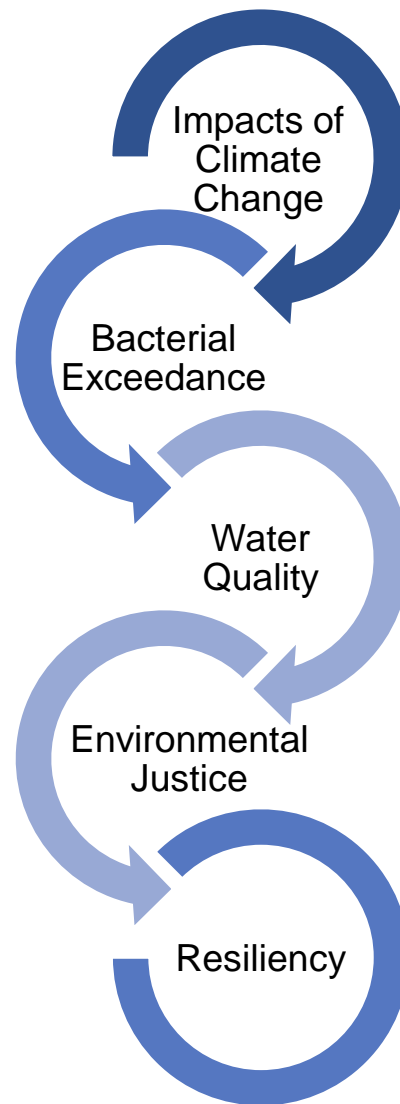 Impacts of
Climate
Change
Bacterial
Exceedance
Water
Quality
Environmental
Justice
Resiliency